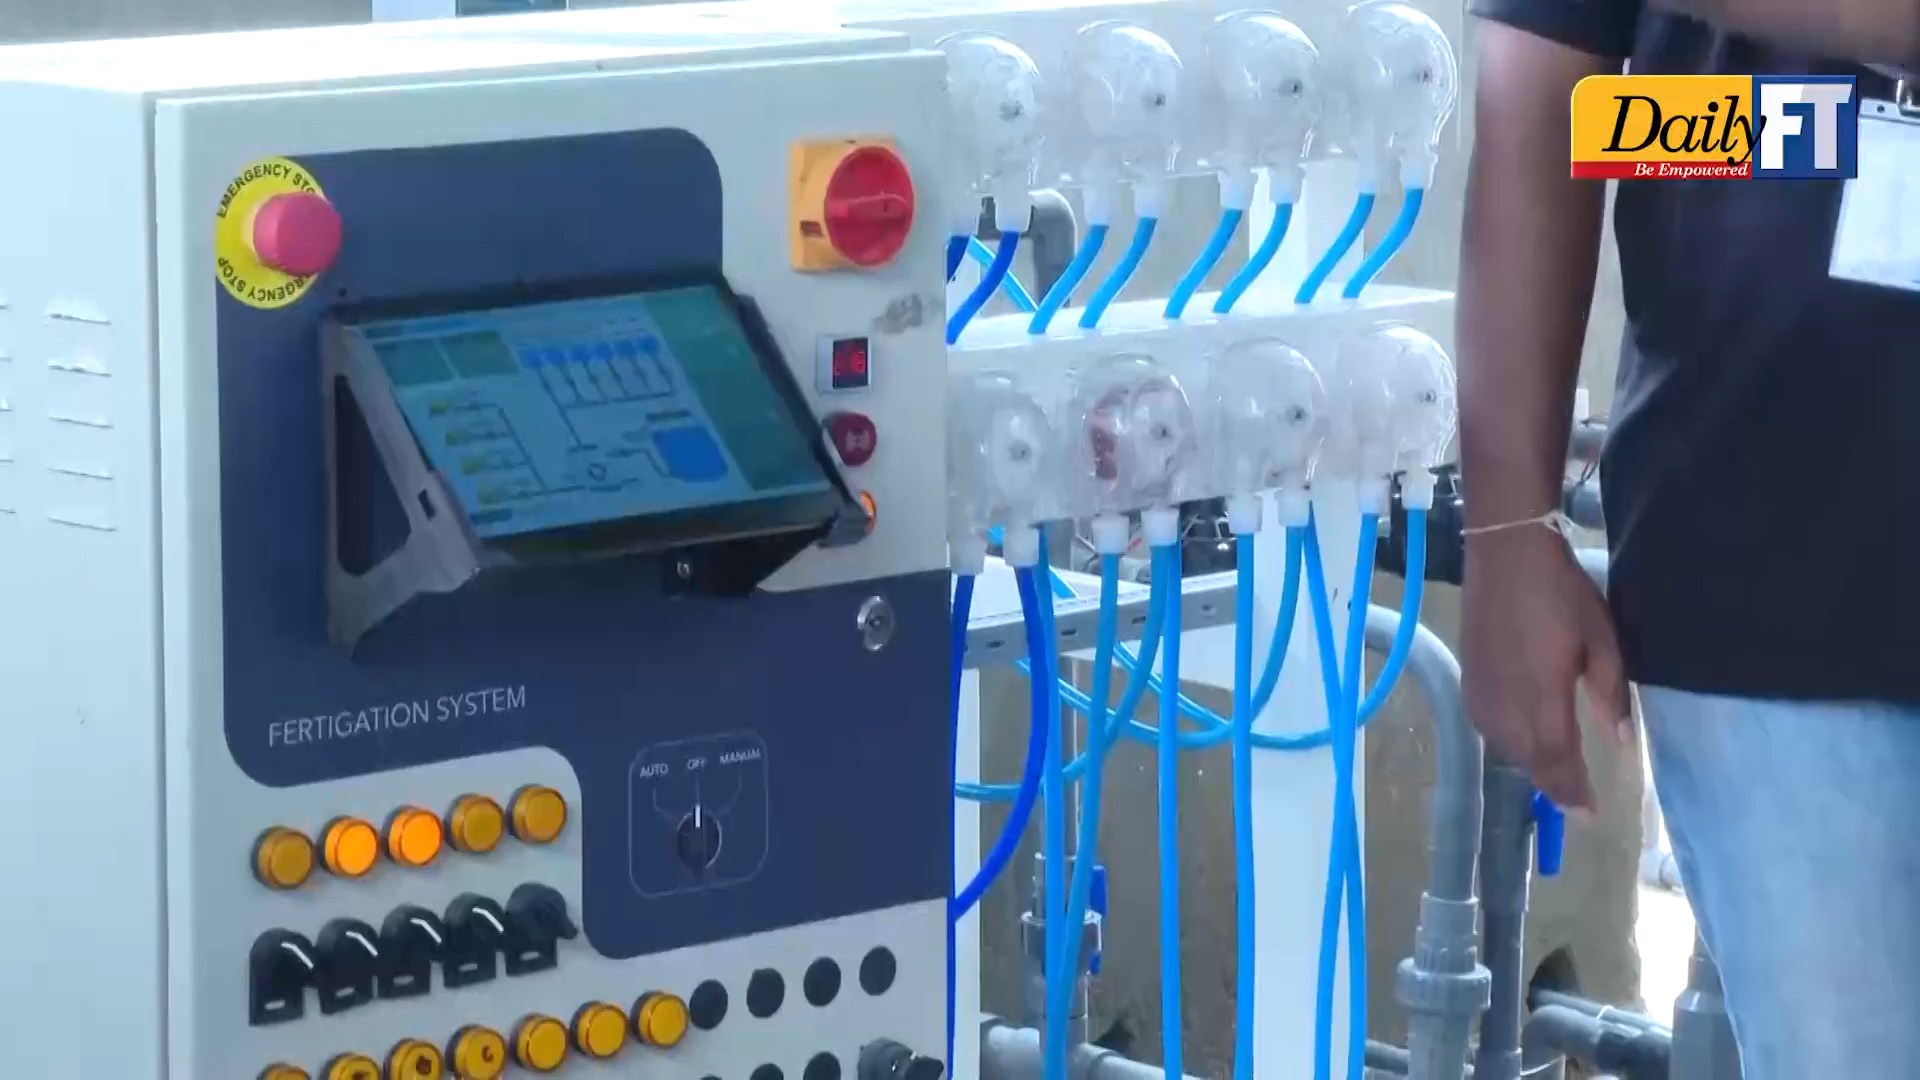 Daily FT
Be Empowered
EMERGENCY STOP
EMERGENCY STOP
FERTIGATION SYSTEM
AUTO OFF MANUAL